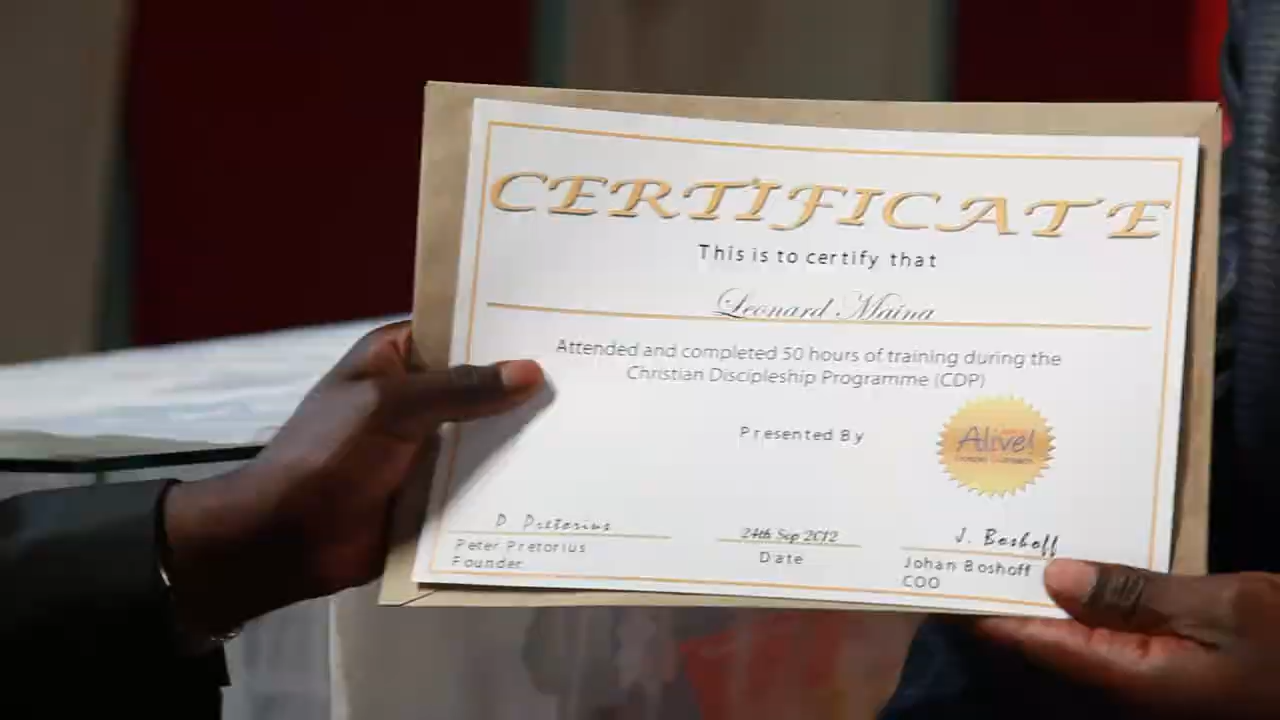 CERTIFICATE
This is to certify that
Leonard Maina
Attended and completed 50 hours of training during the
Christian Discipleship Programme (CDP)
Presented By
Alive!
P Pretorius
24th Sep 2012
J. Boshoff
Peter Pretorius
Date
Johan Boshoff
Founder
COO